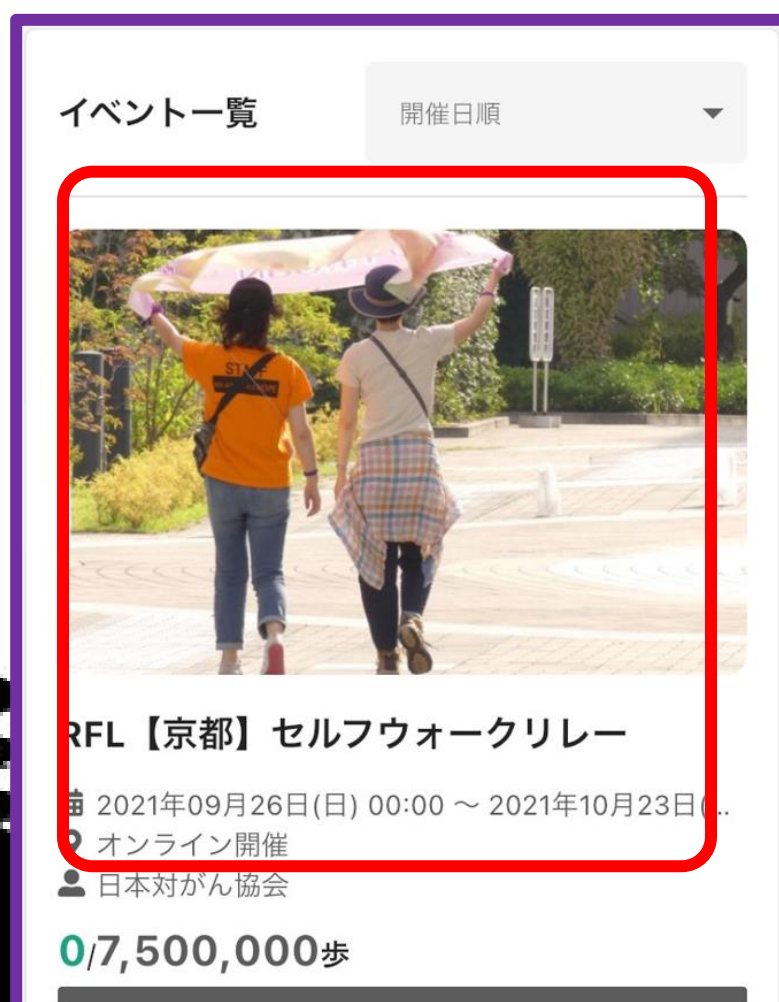 イベント一覧
開催日順
STAFF
RFL【京都】セルフウォークリレー
2021年09月26日(日) 00:00 ～ 2021年10月23日(...
オンライン開催
日本対がん協会
0/7,500,000歩